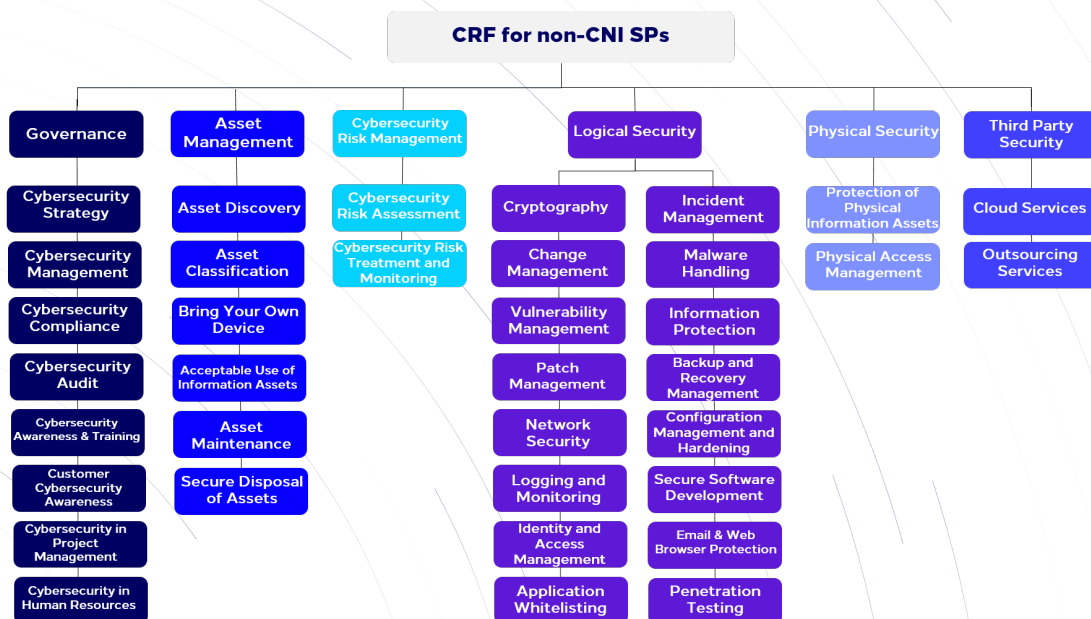 CRF for non-CNI SPs
Governance
Cybersecurity
Strategy
Cybersecurity
Management
Cybersecurity
Compliance
Cybersecurity
Audit
Cybersecurity
Awareness & Training
Customer
Cybersecurity
Awareness
Cybersecurity in
Project
Management
Cybersecurity in
Human Resources
Asset
Management
Asset Discovery
Asset
Classification
Bring Your Own
Device
Acceptable Use of
Information Assets
Asset
Maintenance
Secure Disposal
of Assets
Cybersecurity
Risk Management
Cybersecurity
Risk Assessment
Cybersecurity Risk
Treatment and
Monitoring
Logical Security
Cryptography
Change
Management
Vulnerability
Management
Patch
Management
Network
Security
Logging and
Monitoring
Identity and
Access
Management
Application
Whitelisting
Incident
Management
Malware
Handling
Information
Protection
Backup and
Recovery
Management
Configuration
Management and
Hardening
Secure Software
Development
Email & Web
Browser Protection
Penetration
Testing
Physical Security
Protection of
Physical
Information Assets
Physical Access
Management
Third Party
Security
Cloud Services
Outsourcing
Services